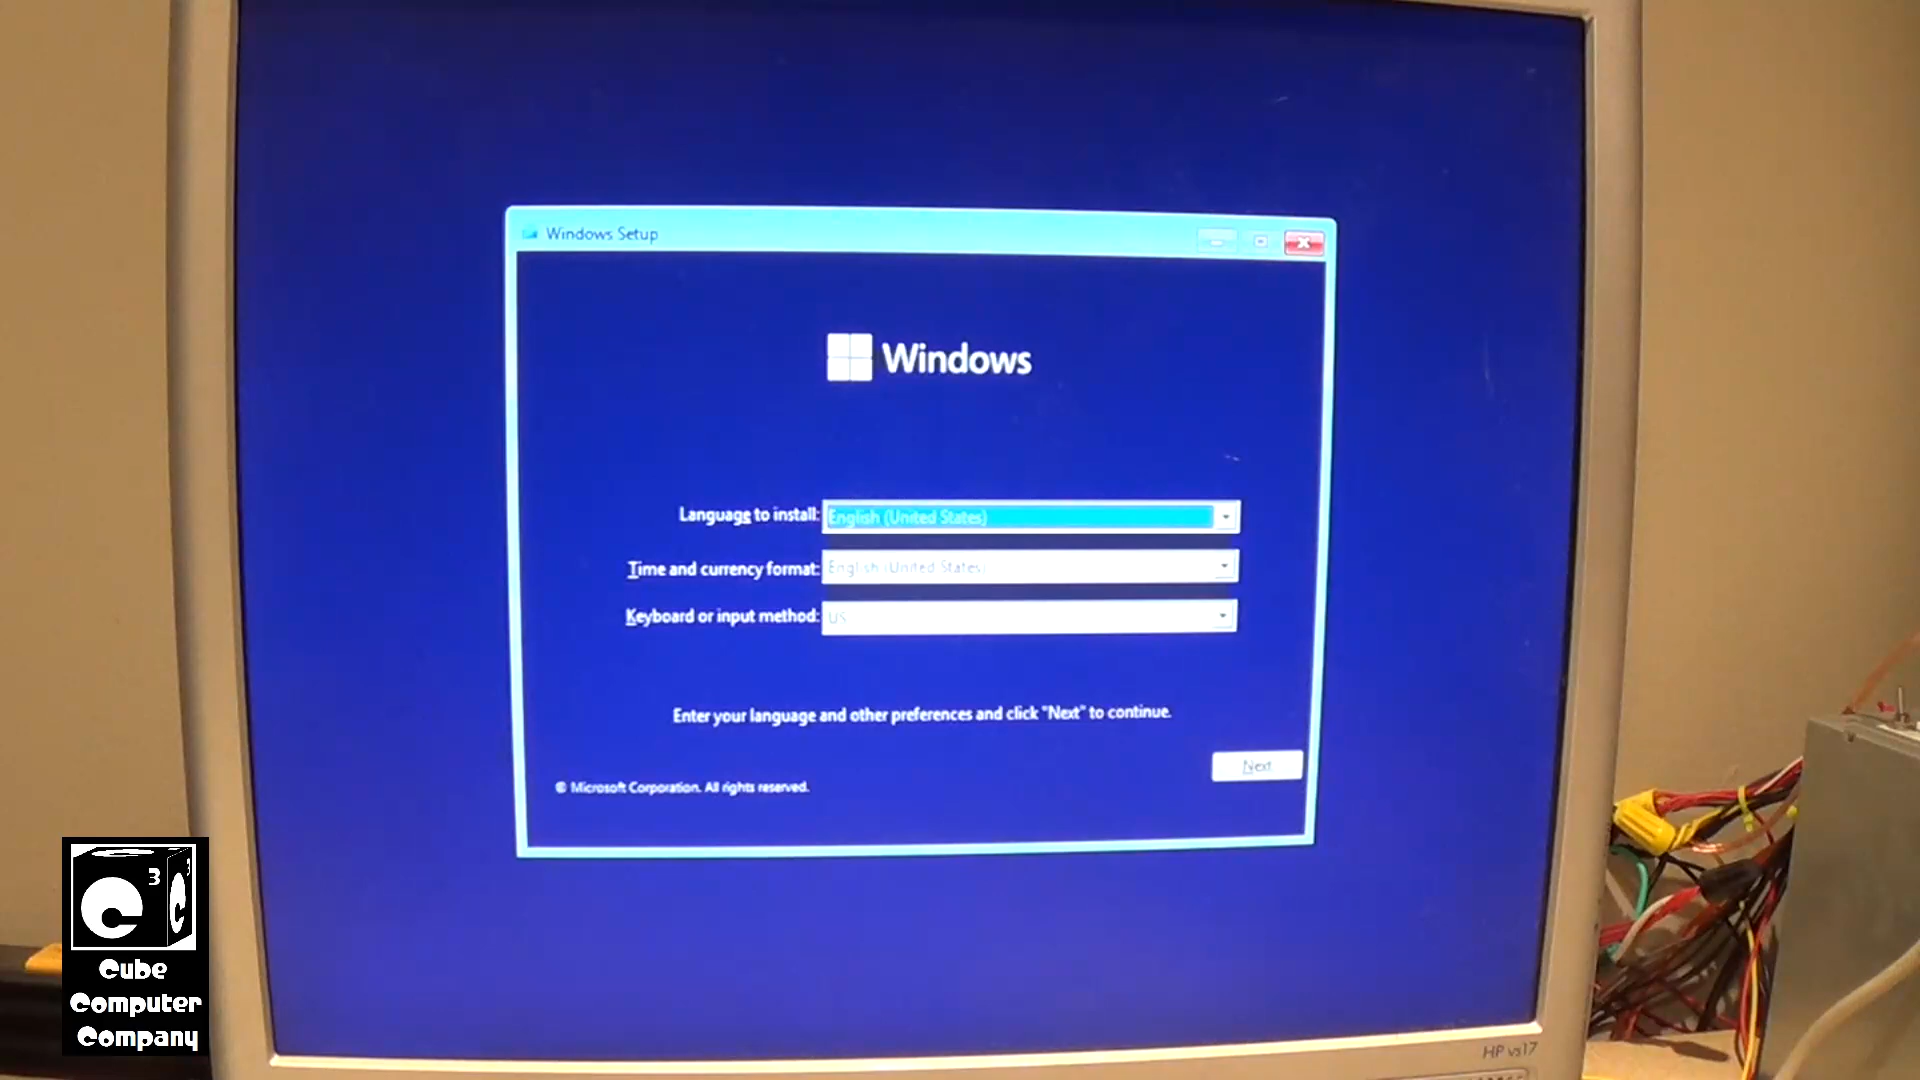 Windows Setup
Windows
Language to install: English (United States)
Time and currency format: English (United States)
Keyboard or input method: US
Enter your language and other preferences and click "Next" to continue.
Next
© Microsoft Corporation. All rights reserved.
C 3 C 3
Cube
Computer
Company
HP vs17